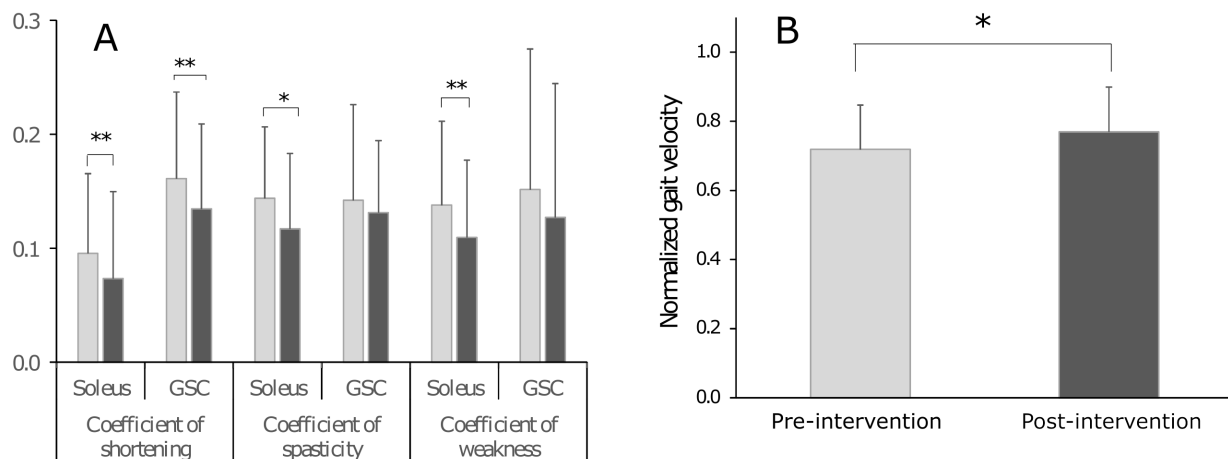 A
0.3
0.2
0.1
0.0
**
**
*
**
Soleus GSC Soleus GSC Soleus GSC
Coefficient of shortening
Coefficient of spasticity
Coefficient of weakness
B
*
Normalized gait velocity
1.0
0.8
0.6
0.4
0.2
0.0
Pre-intervention Post-intervention